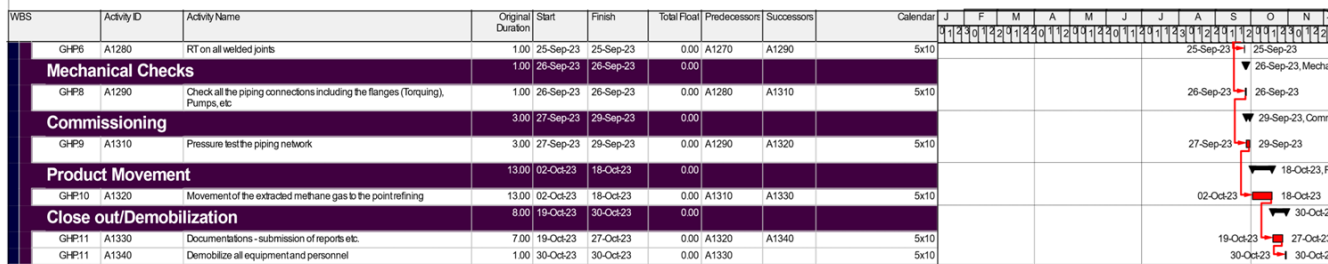 WBS Activity ID Activity Name Original Duration Start Finish Total Float Predecessors Successors Calendar J F M A M J J A S O N
GHP.6 A1280 RT on all welded joints 1.00 25-Sep-23 25-Sep-23 0.00 A1270 A1290 5x10 25-Sep-23 25-Sep-23
Mechanical Checks 1.00 26-Sep-23 26-Sep-23 0.00 26-Sep-23, Mecha
GHP.8 A1290 Check all the piping connections including the flanges (Torquing), 1.00 26-Sep-23 26-Sep-23 0.00 A1280 A1310 5x10 26-Sep-23 26-Sep-23
Pumps, etc
Commissioning 3.00 27-Sep-23 29-Sep-23 0.00 29-Sep-23, Comm
GHP.9 A1310 Pressure test the piping network 3.00 27-Sep-23 29-Sep-23 0.00 A1290 A1320 5x10 27-Sep-23 29-Sep-23
Product Movement 13.00 02-Oct-23 18-Oct-23 0.00 18-Oct-23, P
GHP.10 A1320 Movement of the extracted methane gas to the point refining 13.00 02-Oct-23 18-Oct-23 0.00 A1310 A1330 5x10 02-Oct-23 18-Oct-23
Close out/Demobilization 8.00 19-Oct-23 30-Oct-23 0.00 30-Oct-2
GHP.11 A1330 Documentations - submission of reports etc. 7.00 19-Oct-23 27-Oct-23 0.00 A1320 A1340 5x10 19-Oct-23 27-Oct-23
GHP.11 A1340 Demobilize all equipment and personnel 1.00 30-Oct-23 30-Oct-23 0.00 A1330 5x10 30-Oct-23 30-Oct-2